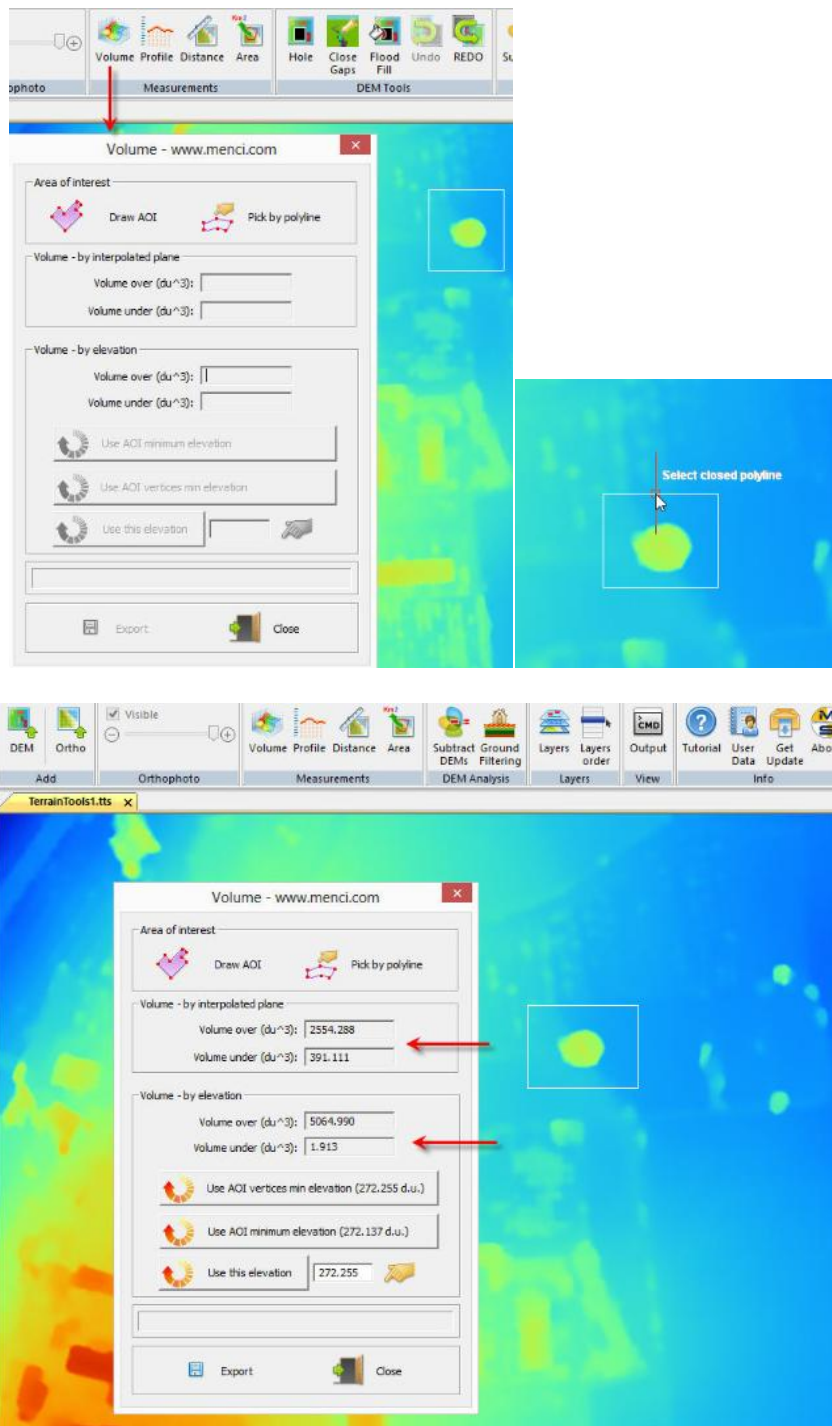 Km2
Volume Profile Distance Area Hole Close Gaps Flood Fill Undo REDO
ophoto Measurements DEM Tools
Volume - www.menci.com
Area of interest
Draw AOI Pick by polyline
Volume - by interpolated plane
Volume over (du^3):
Volume under (du^3):
Volume - by elevation
Volume over (du^3):
Volume under (du^3):
Use AOI minimum elevation
Use AOI vertices min elevation
Use this elevation
Export Close
Select closed polyline
Visible Km2 CMD
DEM Ortho Volume Profile Distance Area Subtract DEMs Ground Filtering Layers Layers order Output Tutorial User Data Get Update Abo
Add Orthophoto Measurements DEM Analysis Layers View Info
TerrainTools1.tts x
Volume - www.menci.com
Area of interest
Draw AOI Pick by polyline
Volume - by interpolated plane
Volume over (du^3): 2554.288
Volume under (du^3): 391.111
Volume - by elevation
Volume over (du^3): 5064.990
Volume under (du^3): 1.913
Use AOI vertices min elevation (272.255 d.u.)
Use AOI minimum elevation (272.137 d.u.)
Use this elevation 272.255
Export Close